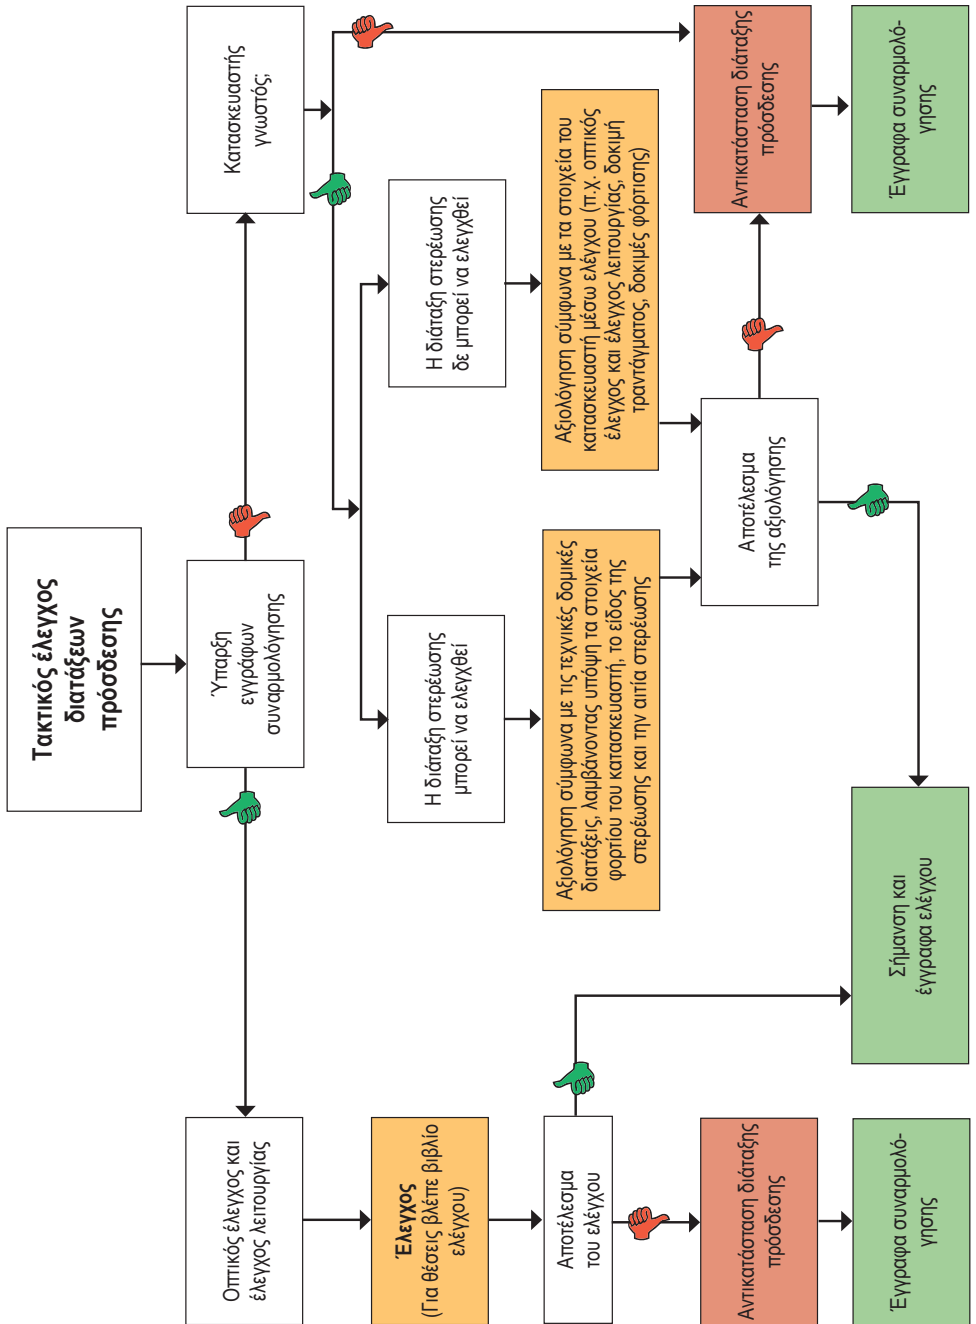 Τακτικός έλεγχος
διατάξεων
πρόσδεσης
Ύπαρξη
εγγράφων
συναρμολόγησης
Οπτικός έλεγχος και
έλεγχος λειτουργίας
Έλεγχος
(Για θέσεις βλέπε βιβλίο
ελέγχου)
Αποτέλεσμα
του ελέγχου
Αντικατάσταση διάταξης
πρόσδεσης
Έγγραφα συναρμολό-
γησης
Κατασκευαστής
γνωστός;
Η διάταξη στερέωσης
μπορεί να ελεγχθεί
Η διάταξη στερέωσης
δε μπορεί να ελεγχθεί
Αξιολόγηση σύμφωνα με τις τεχνικές δομικές
διατάξεις, λαμβάνοντας υπόψη τα στοιχεία
φορτίου του κατασκευαστή, το είδος της
στερέωσης και την αιτία στερέωσης
Αξιολόγηση σύμφωνα με τα στοιχεία του
κατασκευαστή μέσω ελέγχου (π.χ. οπτικός
έλεγχος και έλεγχος λειτουργίας, δοκιμή
τραντάγματος, δοκιμές φόρτισης)
Αποτέλεσμα
της αξιολόγησης
Σήμανση και
έγγραφα ελέγχου
Αντικατάσταση διάταξης
πρόσδεσης
Έγγραφα συναρμολό-
γησης